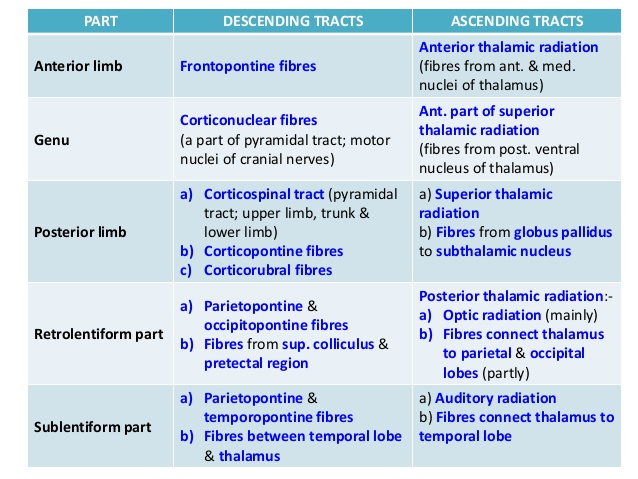 PART DESCENDING TRACTS ASCENDING TRACTS
Anterior limb
Frontopontine fibres
Anterior thalamic radiation
(fibres from ant. & med.
nuclei of thalamus)
Genu
Corticonuclear fibres
(a part of pyramidal tract; motor
nuclei of cranial nerves)
Ant. part of superior
thalamic radiation
(fibres from post. ventral
nucleus of thalamus)
Posterior limb
a) Corticospinal tract (pyramidal
tract; upper limb, trunk &
lower limb)
b) Corticopontine fibres
c) Corticorubral fibres
a) Superior thalamic
radiation
b) Fibres from globus pallidus
to subthalamic nucleus
Retrolentiform part
a) Parietopontine &
occipitopontine fibres
b) Fibres from sup. colliculus &
pretectal region
Posterior thalamic radiation:-
a) Optic radiation (mainly)
b) Fibres connect thalamus
to parietal & occipital
lobes (partly)
Sublentiform part
a) Parietopontine &
temporopontine fibres
b) Fibres between temporal lobe
& thalamus
a) Auditory radiation
b) Fibres connect thalamus to
temporal lobe